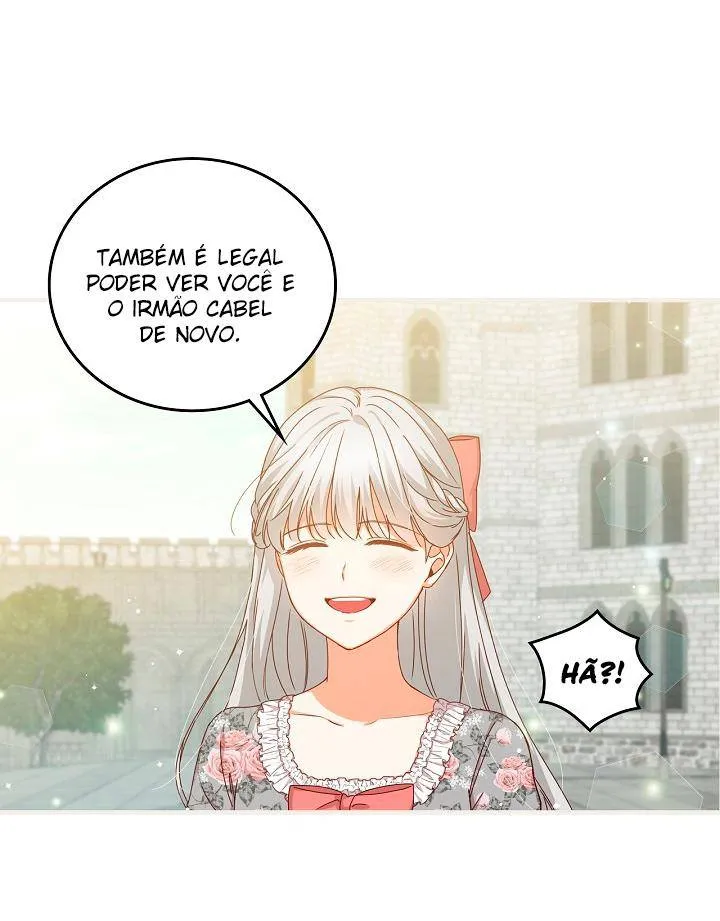 TAMBÉM É LEGAL
PODER VER VOCÊ E
O IRMÃO CABEL
DE NOVO.
HÃ?!